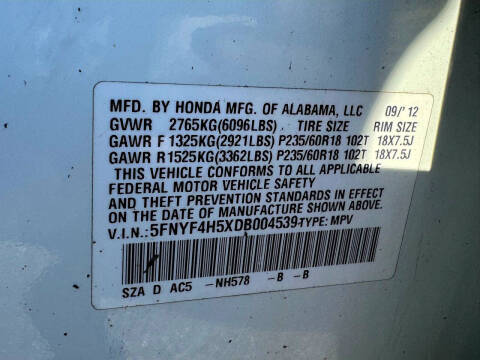 MFD. BY HONDA MFG. OF ALABAMA, LLC 09/'12
GVWR 2765KG(6096LBS) TIRE SIZE RIM SIZE
GAWR F 1325KG(2921LBS) P235/60R18 102T 18X7.5J
GAWR R1525KG(3362LBS) P235/60R18 102T 18X7.5J
THIS VEHICLE CONFORMS TO ALL APPLICABLE
FEDERAL MOTOR VEHICLE SAFETY
AND THEFT PREVENTION STANDARDS IN EFFECT
ON THE DATE OF MANUFACTURE SHOWN ABOVE.
V.I.N.:5FNYF4H5XDB004539 TYPE: MPV
SZA D AC5 -NH578 -B -B